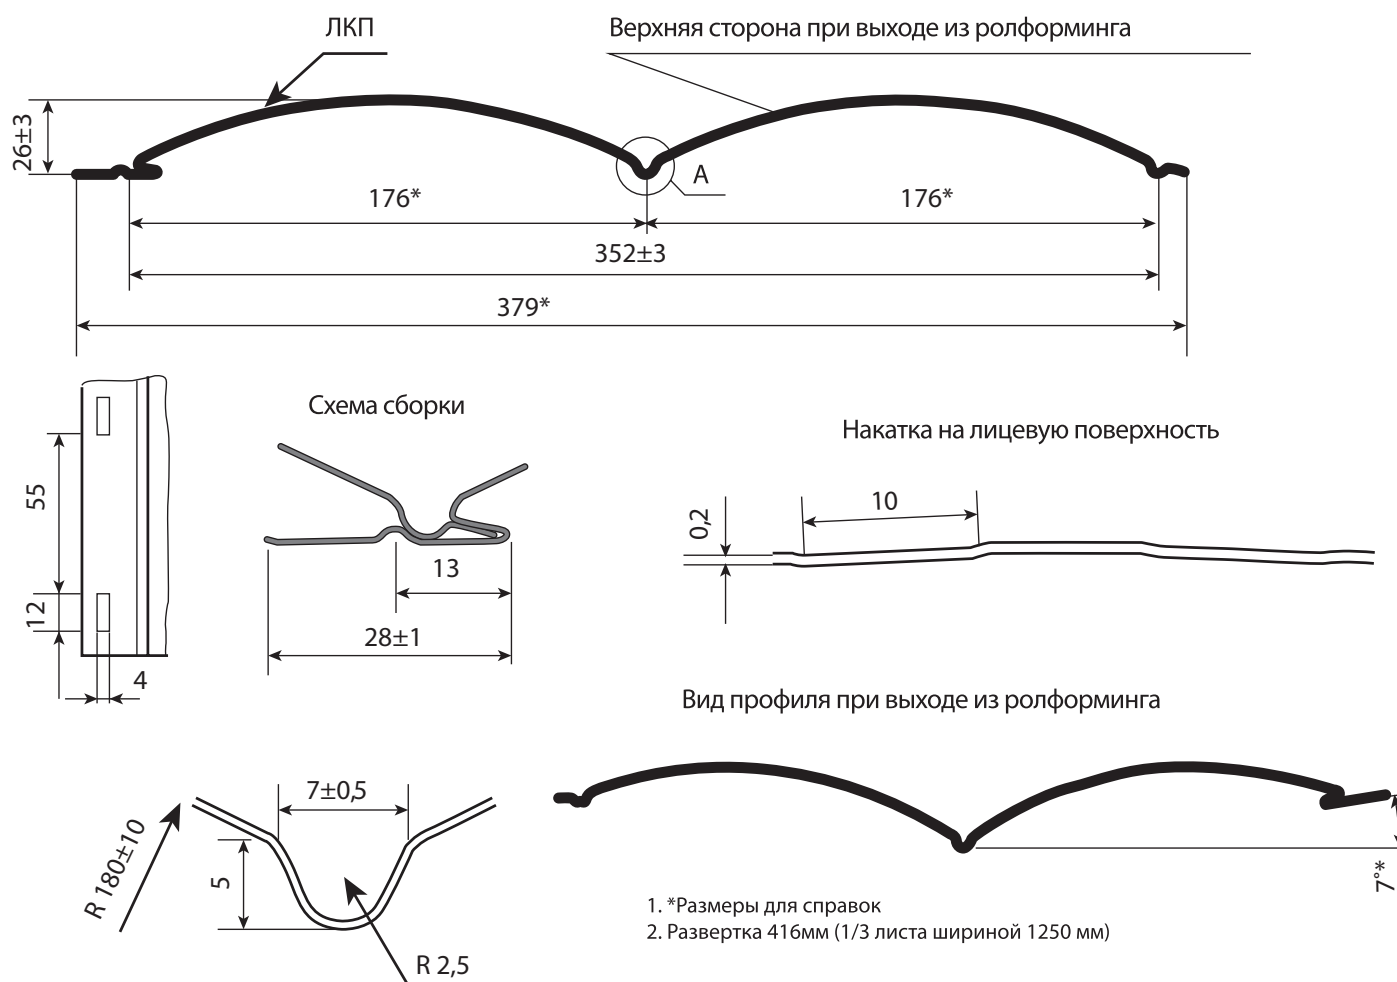 ЛКП
Верхняя сторона при выходе из ролформинга
26±3
А
176*
176*
352±3
379*
Схема сборки
Накатка на лицевую поверхность
55
12
4
13
28±1
0,2
10
Вид профиля при выходе из ролформинга
7±0,5
R 180±10
5
R 2,5
7°*
1. *Размеры для справок
2. Развертка 416мм (1/3 листа шириной 1250 мм)